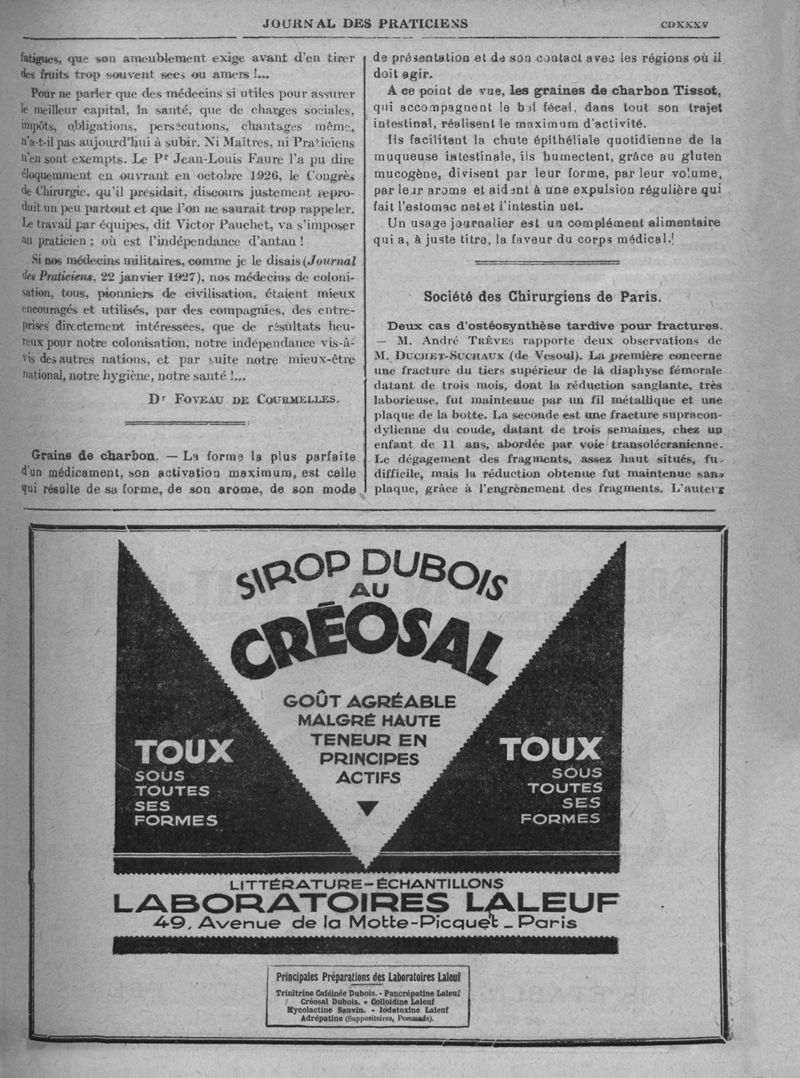 JOURNAL DES PRATICIENS
CDXXXV
fatigues, que son ameublement exige avant d'en tirer
des fruits trop souvent secs ou amers !...
Pour ne parler que des médecins si utiles pour assurer
le meilleur capital, la santé, que de charges sociales,
impôts, obligations, persécutions, chantages même,
n'a-t-il pas aujourd'hui à subir. Ni Maîtres, ni Praticiens
n'en sont exempts. Le Pr Jean-Louis Faure l'a pu dire
éloquemment en ouvrant en octobre 1926, le Congrès
de Chirurgie, qu'il présidait, discours justement repro-
duit un peu partout et que l'on ne saurait trop rappeler.
Le travail par équipes, dit Victor Pauchet, va s'imposer
au praticien ; où est l'indépendance d'antan !
Si nos médecins militaires, comme je le disais (Journal
des Praticiens, 22 janvier 1927), nos médecins de coloni-
sation, tous, pionniers de civilisation, étaient mieux
encouragés et utilisés, par des compagnies, des entre-
prises directement intéressées, que de résultats heu-
reux pour notre colonisation, notre indépendance vis-à-
vis des autres nations, et par suite notre mieux-être
national, notre hygiène, notre santé !...
Dr FOVEAU DE COURMELLES.
Grains de charbon. — La forme la plus parfaite
d'un médicament, son activation maximum, est celle
qui résulte de sa forme, de son arome, de son mode
de présentation et de son contact avec les régions où il
doit agir.
A ce point de vue, les graines de charbon Tissot,
qui accompagnent le bol fécal, dans tout son trajet
intestinal, réalisent le maximum d'activité.
Ils facilitent la chute épithéliale quotidienne de la
muqueuse intestinale, ils humectent, grâce au gluten
mucogène, divisent par leur forme, par leur volume,
par leur arome et aident à une expulsion régulière qui
fait l'estomac net et l'intestin net.
Un usage journalier est un complément alimentaire
qui a, à juste titre, la faveur du corps médical.
Société des Chirurgiens de Paris.
Deux cas d'ostéosynthèse tardive pour fractures.
— M. André TRÈVES rapporte deux observations de
M. DUCHET-SUCHAUX (de Vesoul). La première concerne
une fracture du tiers supérieur de la diaphyse fémorale
datant de trois mois, dont la réduction sanglante, très
laborieuse, fut maintenue par un fil métallique et une
plaque de la botte. La seconde est une fracture supracon-
dylienne du coude, datant de trois semaines, chez un
enfant de 11 ans, abordée par voie transolécranienne.
Le dégagement des fragments, assez haut situés, fu-
difficile, mais la réduction obtenue fut maintenue sans
plaque, grâce à l'engrènement des fragments. L'auteur
SIROP DUBOIS
AU
CRÉOSAL
GOÛT AGRÉABLE
MALGRÉ HAUTE
TENEUR EN
PRINCIPES
ACTIFS
TOUX
SOUS
TOUTES
SES
FORMES
TOUX
SOUS
TOUTES
SES
FORMES
LITTÉRATURE-ÉCHANTILLONS
LABORATOIRES LALEUF
49, Avenue de la Motte-Picquet - Paris
Principales Préparations des Laboratoires Laleuf
Trinitrine Caféinée Dubois. - Pancrépatine Laleuf
Créosal Dubois. - Colloidine Laleuf
Mycolactine Sauvin. - Iodatoxine Laleuf
Adrépatine (Suppositoires, Pommade).